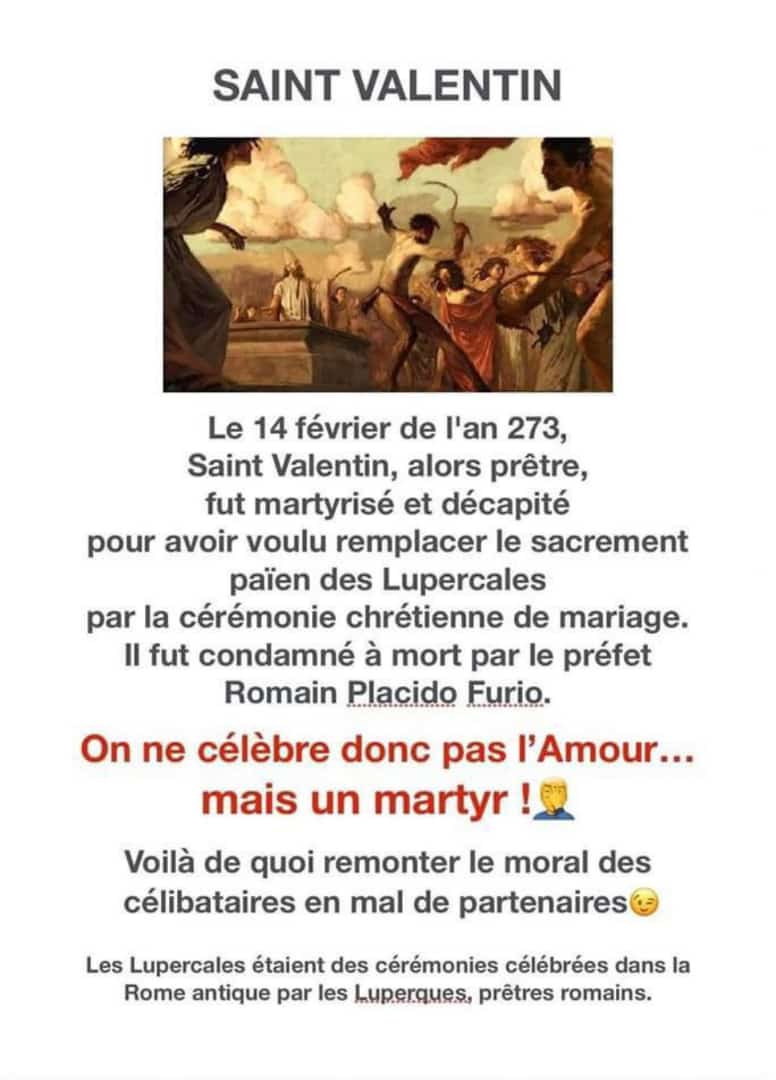 SAINT VALENTIN
Le 14 février de l'an 273,
Saint Valentin, alors prêtre,
fut martyrisé et décapité
pour avoir voulu remplacer le sacrement
païen des Lupercales
par la cérémonie chrétienne de mariage.
Il fut condamné à mort par le préfet
Romain Placido Furio.
On ne célèbre donc pas l’Amour...
mais un martyr !🤦‍♂️
Voilà de quoi remonter le moral des
célibataires en mal de partenaires😉
Les Lupercales étaient des cérémonies célébrées dans la
Rome antique par les Luperques, prêtres romains.